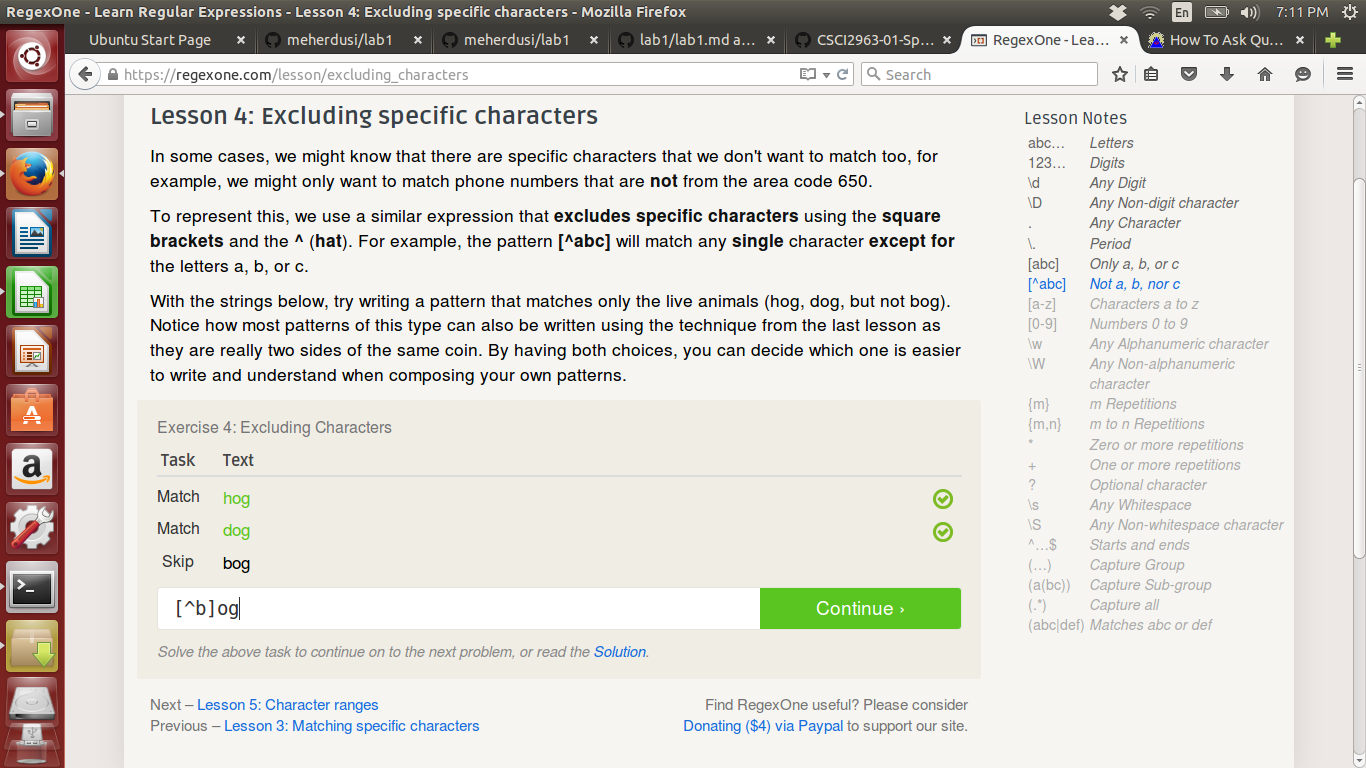 RegexOne - Learn Regular Expressions - Lesson 4: Excluding specific characters - Mozilla Firefox
En
7:11 PM
Ubuntu Start Page ×
meherdusi/lab1 ×
meherdusi/lab1 ×
lab1/lab1.md a... ×
CSCI2963-01-Sp... ×
RegexOne - Lea... ×
How To Ask Qu... ×
https://regexone.com/lesson/excluding_characters
Search
Lesson 4: Excluding specific characters
In some cases, we might know that there are specific characters that we don't want to match too, for
example, we might only want to match phone numbers that are not from the area code 650.
To represent this, we use a similar expression that excludes specific characters using the square
brackets and the ^ (hat). For example, the pattern [^abc] will match any single character except for
the letters a, b, or c.
With the strings below, try writing a pattern that matches only the live animals (hog, dog, but not bog).
Notice how most patterns of this type can also be written using the technique from the last lesson as
they are really two sides of the same coin. By having both choices, you can decide which one is easier
to write and understand when composing your own patterns.
Exercise 4: Excluding Characters
Task Text
Match hog
Match dog
Skip bog
[^b]og
Continue ›
Solve the above task to continue on to the next problem, or read the Solution.
Next – Lesson 5: Character ranges
Previous – Lesson 3: Matching specific characters
Find RegexOne useful? Please consider
Donating ($4) via Paypal to support our site.
Lesson Notes
abc… Letters
123… Digits
\d Any Digit
\D Any Non-digit character
. Any Character
\. Period
[abc] Only a, b, or c
[^abc] Not a, b, nor c
[a-z] Characters a to z
[0-9] Numbers 0 to 9
\w Any Alphanumeric character
\W Any Non-alphanumeric
character
{m} m Repetitions
{m,n} m to n Repetitions
* Zero or more repetitions
+ One or more repetitions
? Optional character
\s Any Whitespace
\S Any Non-whitespace character
^…$ Starts and ends
(…) Capture Group
(a(bc)) Capture Sub-group
(.*) Capture all
(abc|def) Matches abc or def